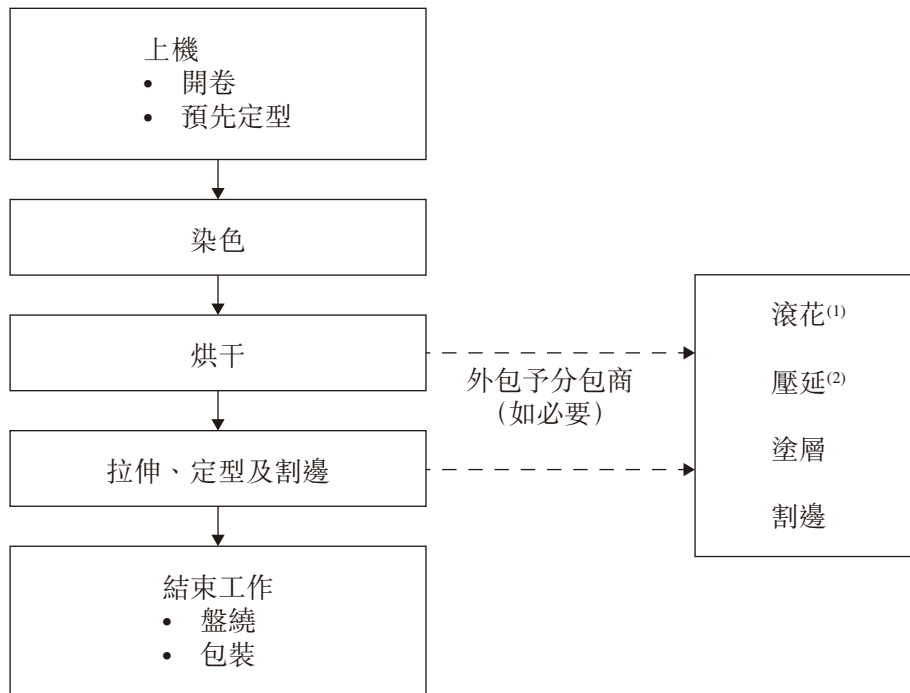 上機
• 開卷
• 預先定型
染色
烘干
拉伸、定型及割邊
結束工作
• 盤繞
• 包裝
外包予分包商
（如必要）
滾花(1)
壓延(2)
塗層
割邊